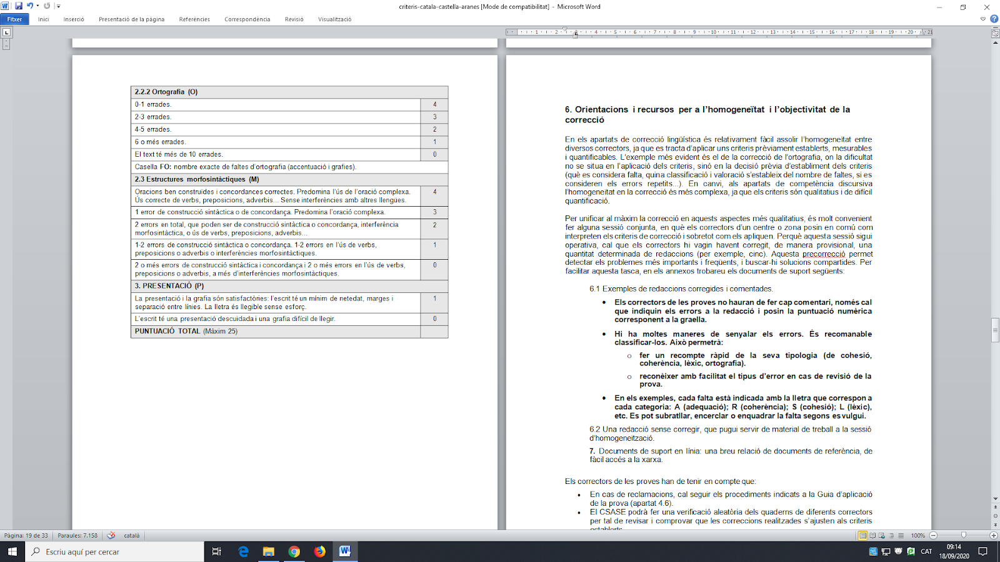 criteris-catala-castella-aranes [Mode de compatibilitat] - Microsoft Word
Fitxer Inici Inserció Presentació de la pàgina Referències Correspondència Revisió Visualització
2.2.2 Ortografia (O)
0-1 errades. 4
2-3 errades. 3
4-5 errades. 2
6 o més errades. 1
El text té més de 10 errades. 0
Casella FO: nombre exacte de faltes d'ortografia (accentuació i grafies).
2.3 Estructures morfosintàctiques (M)
Oracions ben construïdes i concordances correctes. Predomina l'ús de l'oració complexa.
Ús correcte de verbs, preposicions, adverbis... Sense interferències amb altres llengües. 4
1 error de construcció sintàctica o de concordança. Predomina l'oració complexa. 3
2 errors en total, que poden ser de construcció sintàctica o concordança, interferència
morfosintàctica, o ús de verbs, preposicions, adverbis... 2
1-2 errors de construcció sintàctica o concordança. 1-2 errors en l'ús de verbs,
preposicions o adverbis o interferències morfosintàctiques. 1
2 o més errors de construcció sintàctica i concordança i 2 o més errors en l'ús de verbs,
preposicions o adverbis, a més d'interferències morfosintàctiques. 0
3. PRESENTACIÓ (P)
La presentació i la grafia són satisfactòries: l'escrit té un mínim de netedat, marges i
separació entre línies. La lletra és llegible sense esforç. 1
L'escrit té una presentació descuidada i una grafia difícil de llegir. 0
PUNTUACIÓ TOTAL (Màxim 25)
6. Orientacions i recursos per a l'homogeneïtat i l'objectivitat de la
correcció
En els apartats de correcció lingüística és relativament fàcil assolir l'homogeneïtat entre
diversos correctors, ja que es tracta d'aplicar uns criteris prèviament establerts, mesurables
i quantificables. L'exemple més evident és el de la correcció de l'ortografia, on la dificultat
no se situa en l'aplicació dels criteris, sinó en la decisió prèvia d'establiment dels criteris
(què es considera falta, quina classificació i valoració s'estableix del nombre de faltes, si es
consideren els errors repetits...). En canvi, als apartats de competència discursiva
l'homogeneïtat en la correcció és més complexa, ja que els criteris són qualitatius i de difícil
quantificació.
Per unificar al màxim la correcció en aquests aspectes més qualitatius, és molt convenient
fer alguna sessió conjunta, en què els correctors d'un centre o zona posin en comú com
interpreten els criteris de correcció i sobretot com els apliquen. Perquè aquesta sessió sigui
operativa, cal que els correctors hi vagin havent corregit, de manera provisional, una
quantitat determinada de redaccions (per exemple, cinc). Aquesta precorrecció permet
detectar els problemes més importants i freqüents, i buscar-hi solucions compartides. Per
facilitar aquesta tasca, en els annexos trobareu els documents de suport següents:
6.1 Exemples de redaccions corregides i comentades.
• Els correctors de les proves no hauran de fer cap comentari, només cal
que indiquin els errors a la redacció i posin la puntuació numèrica
corresponent a la graella.
• Hi ha moltes maneres de senyalar els errors. És recomanable
classificar-los. Això permetrà:
o fer un recompte ràpid de la seva tipologia (de cohesió,
coherència, lèxic, ortografia).
o reconèixer amb facilitat el tipus d'error en cas de revisió de la
prova.
• En els exemples, cada falta està indicada amb la lletra que correspon a
cada categoria: A (adequació); R (coherència); S (cohesió); L (lèxic),
etc. Es pot subratllar, encerclar o enquadrar la falta segons es vulgui.
6.2 Una redacció sense corregir, que pugui servir de material de treball a la sessió
d'homogeneïtzació.
7. Documents de suport en línia: una breu relació de documents de referència, de
fàcil accés a la xarxa.
Els correctors de les proves han de tenir en compte que:
• En cas de reclamacions, cal seguir els procediments indicats a la Guia d'aplicació
de la prova (apartat 4.6).
• El CSASE podrà fer una verificació aleatòria dels quaderns de diferents correctors
per tal de revisar i comprovar que les correccions realitzades s'ajusten als criteris
establerts.
Pàgina: 19 de 33 Paraules: 7.158 català 100%
Escriu aquí per cercar
CAT
09:14
18/09/2020